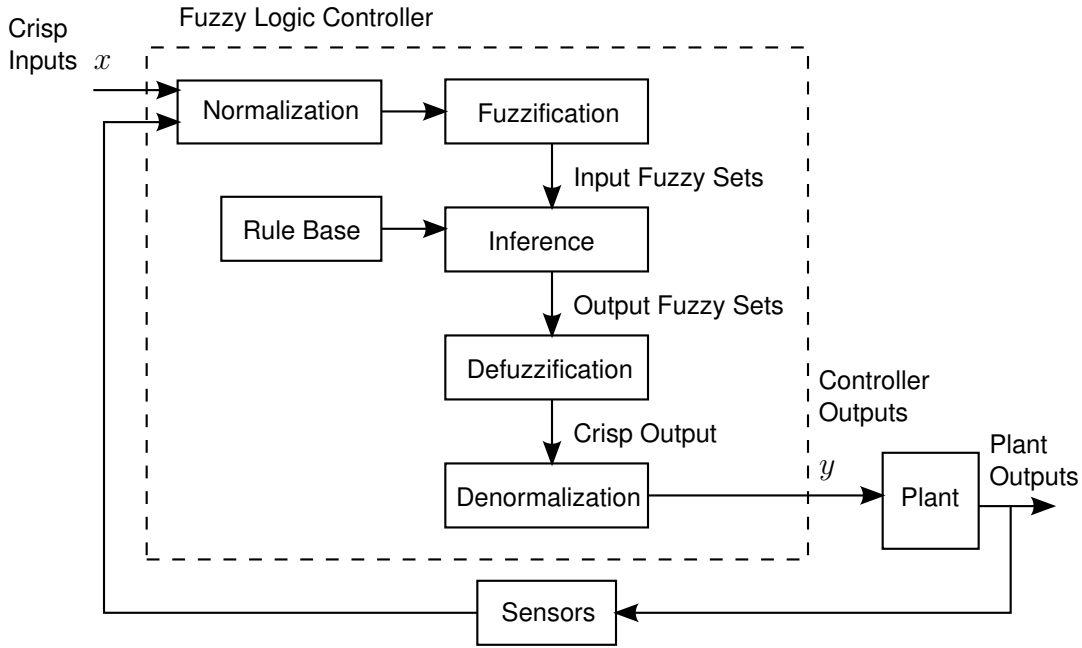 Fuzzy Logic Controller
Crisp
Inputs x
Normalization
Fuzzification
Input Fuzzy Sets
Rule Base
Inference
Output Fuzzy Sets
Defuzzification
Controller
Outputs
Crisp Output
y
Plant
Outputs
Denormalization
Plant
Sensors